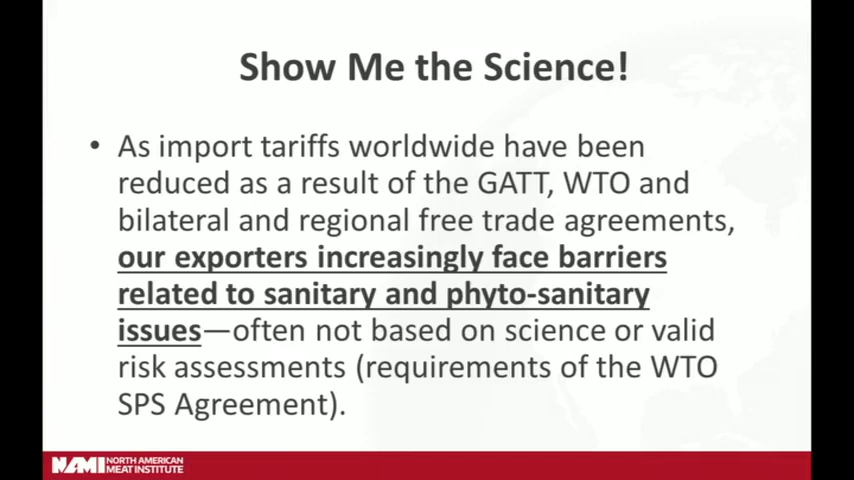 Show Me the Science!
• As import tariffs worldwide have been
reduced as a result of the GATT, WTO and
bilateral and regional free trade agreements,
our exporters increasingly face barriers
related to sanitary and phyto-sanitary
issues—often not based on science or valid
risk assessments (requirements of the WTO
SPS Agreement).
NAMI NORTH AMERICAN
MEAT INSTITUTE